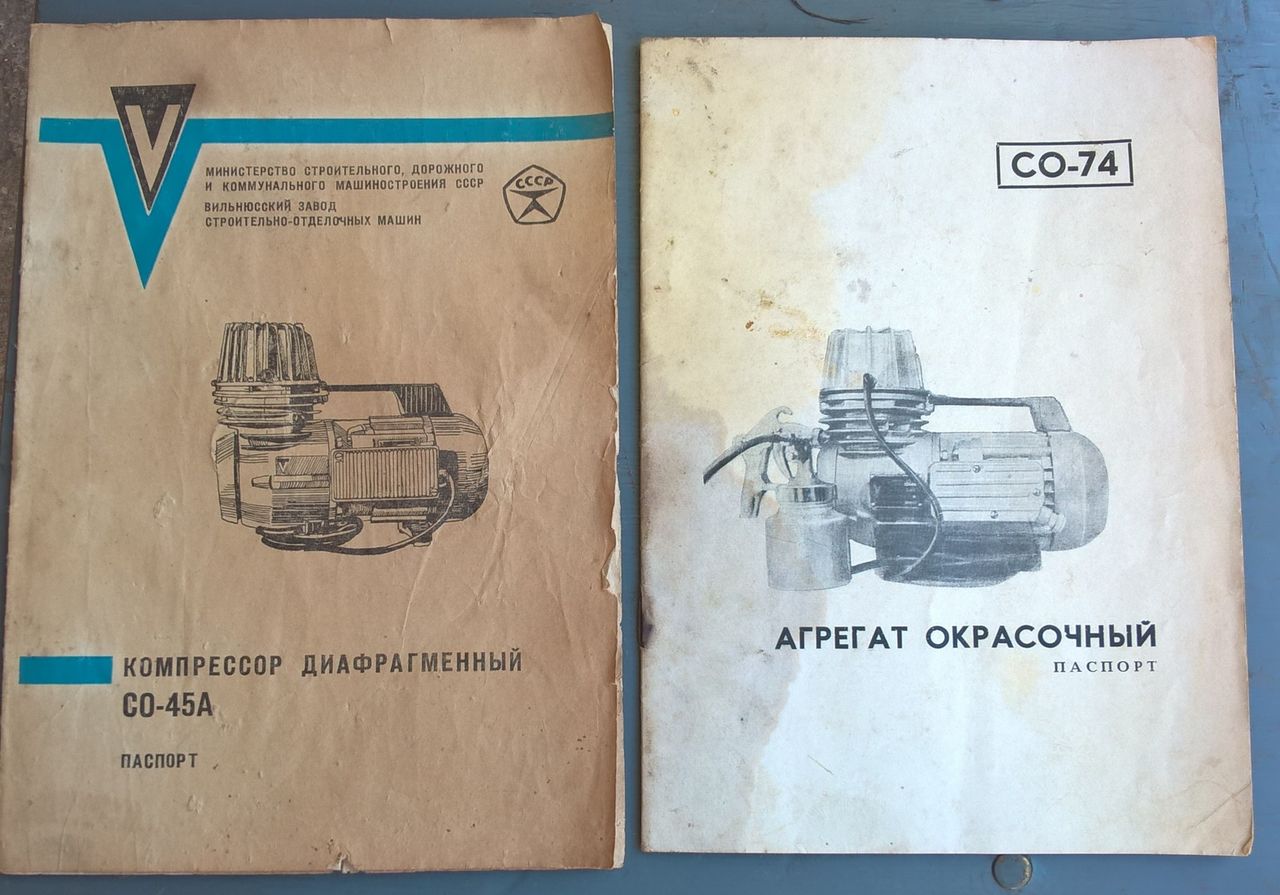 V
МИНИСТЕРСТВО СТРОИТЕЛЬНОГО, ДОРОЖНОГО
И КОММУНАЛЬНОГО МАШИНОСТРОЕНИЯ СССР
ВИЛЬНЮССКИЙ ЗАВОД
СТРОИТЕЛЬНО-ОТДЕЛОЧНЫХ МАШИН
СССР
КОМПРЕССОР ДИАФРАГМЕННЫЙ
СО-45А
ПАСПОРТ
СО-74
АГРЕГАТ ОКРАСОЧНЫЙ
ПАСПОРТ